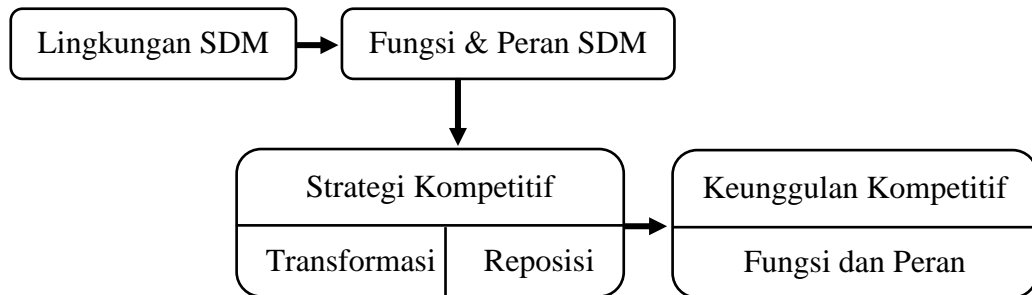 Lingkungan SDM
Fungsi & Peran SDM
Strategi Kompetitif
Transformasi
Reposisi
Keunggulan Kompetitif
Fungsi dan Peran